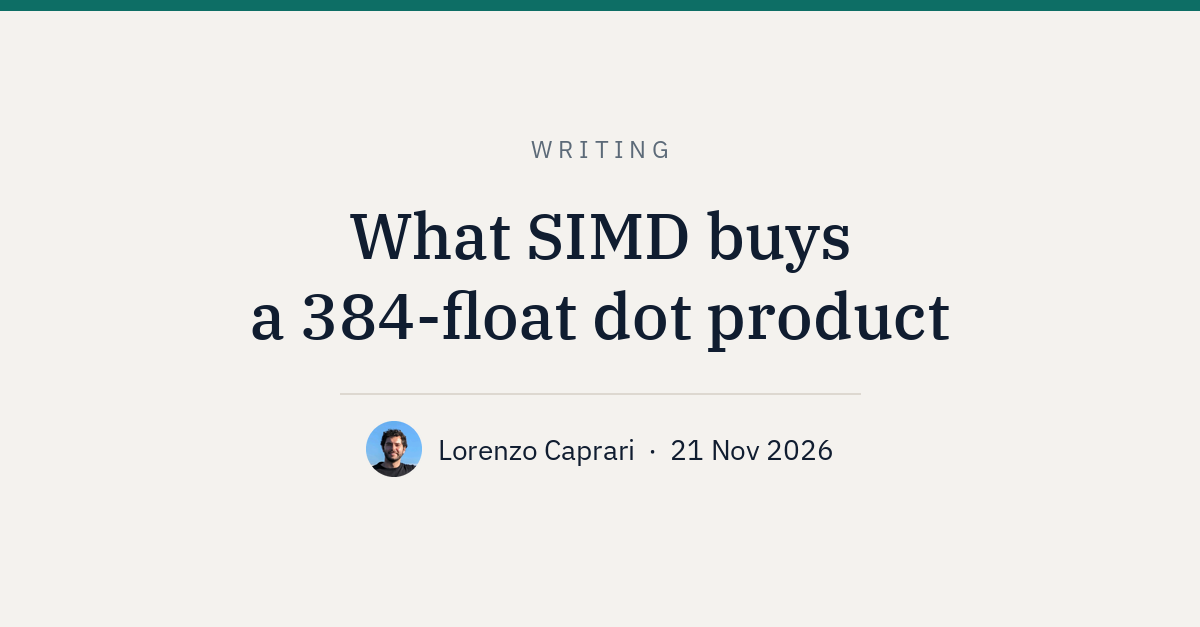 WRITING
What SIMD buys
a 384-float dot product
Lorenzo Caprari · 21 Nov 2026